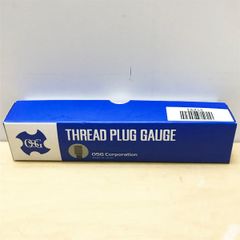 OSG
THREAD PLUG GAUGE
OSG Corporation